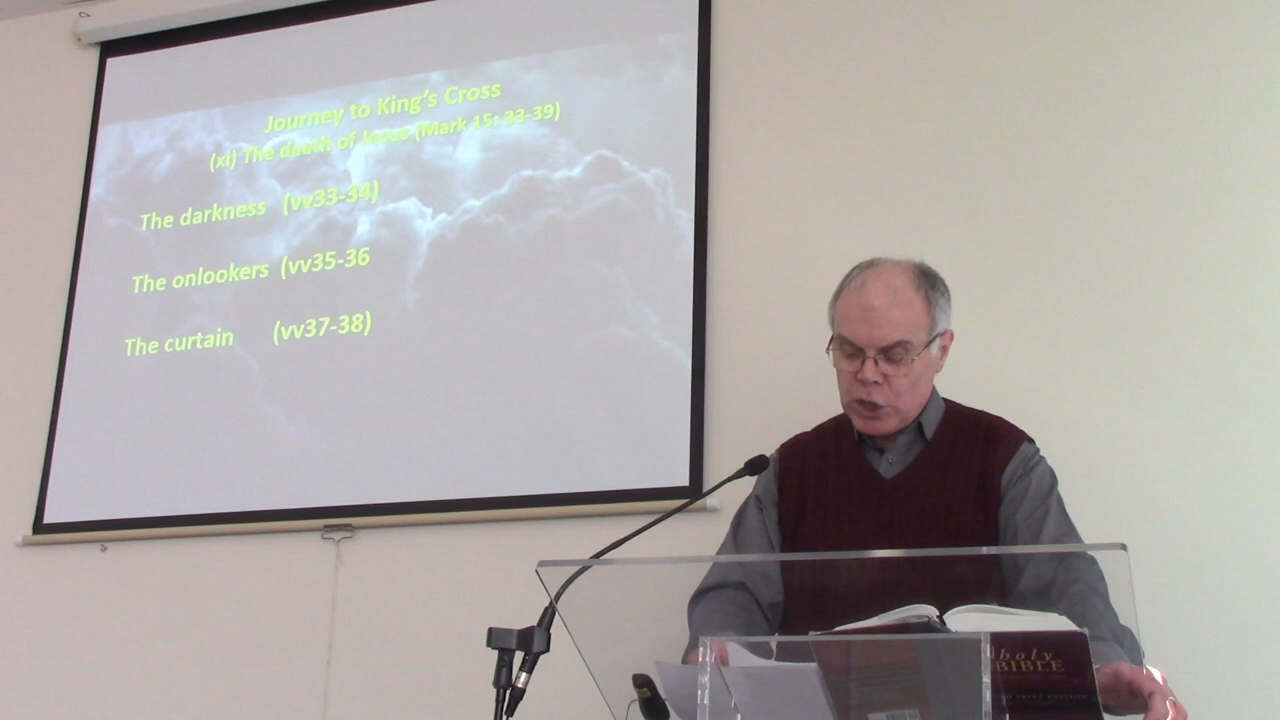 Journey to King's Cross
(xi) The death of Jesus (Mark 15: 33-39)
The darkness (vv33-34)
The onlookers (vv35-36
The curtain (vv37-38)
holy
BIBLE